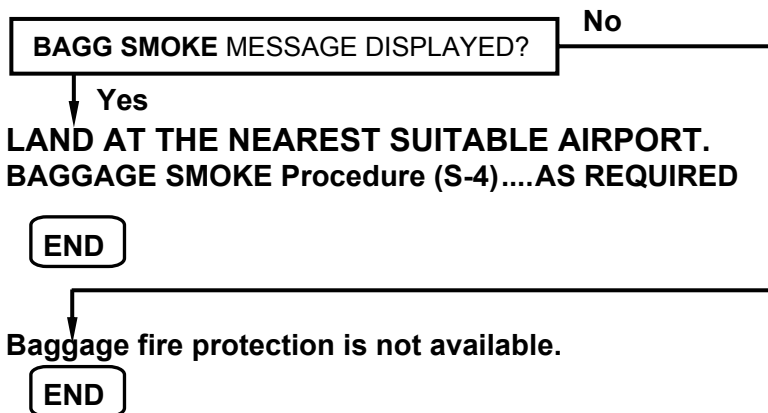 No
BAGG SMOKE MESSAGE DISPLAYED?
Yes
LAND AT THE NEAREST SUITABLE AIRPORT.
BAGGAGE SMOKE Procedure (S-4)....AS REQUIRED
END
Baggage fire protection is not available.
END